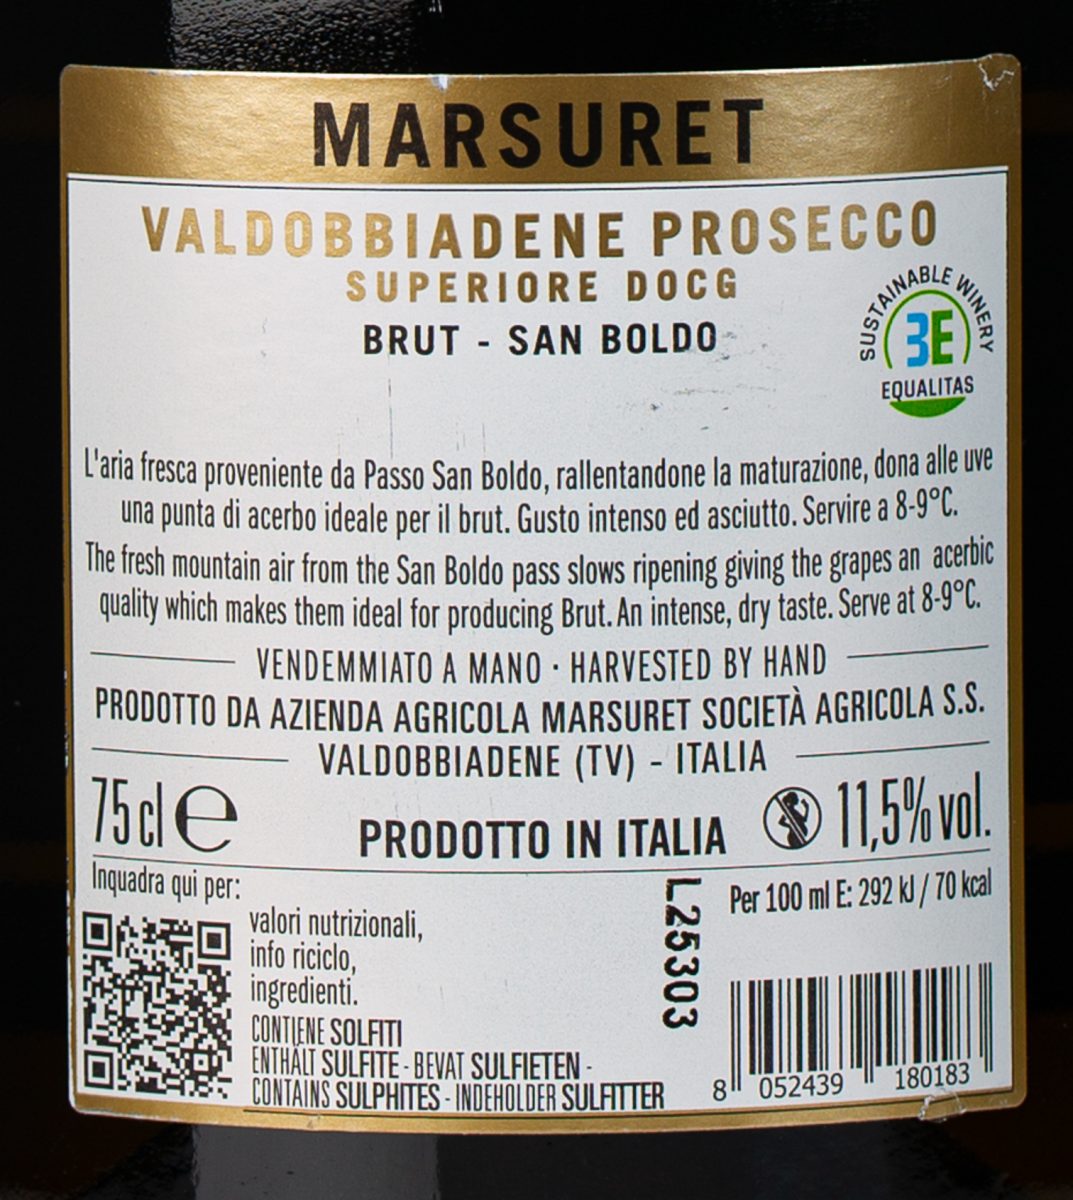 MARSURET
VALDOBBIADENE PROSECCO
SUPERIORE DOCG
BRUT - SAN BOLDO
SUSTAINABLE WINERY
3E
EQUALITAS
L'aria fresca proveniente da Passo San Boldo, rallentandone la maturazione, dona alle uve
una punta di acerbo ideale per il brut. Gusto intenso ed asciutto. Servire a 8-9°C.
The fresh mountain air from the San Boldo pass slows ripening giving the grapes an acerbic
quality which makes them ideal for producing Brut. An intense, dry taste. Serve at 8-9°C.
VENDEMMIATO A MANO · HARVESTED BY HAND
PRODOTTO DA AZIENDA AGRICOLA MARSURET SOCIETÀ AGRICOLA S.S.
VALDOBBIADENE (TV) - ITALIA
75 cl e
PRODOTTO IN ITALIA
11,5% vol.
Inquadra qui per:
valori nutrizionali,
info riciclo,
ingredienti.
CONTIENE SOLFITI
ENTHÄLT SULFITE - BEVAT SULFIETEN -
CONTAINS SULPHITES - INDEHOLDER SULFITTER
L25303
Per 100 ml E: 292 kJ / 70 kcal
8 052439 180183